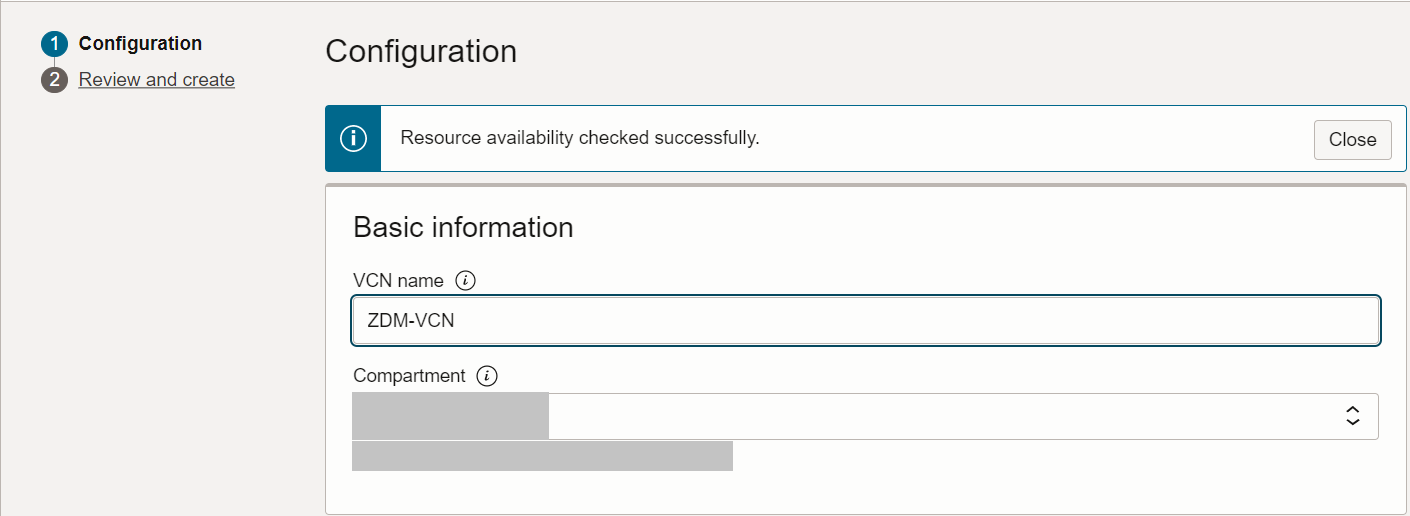 1 Configuration
2 Review and create
Configuration
Resource availability checked successfully.
Close
Basic information
VCN name
ZDM-VCN
Compartment